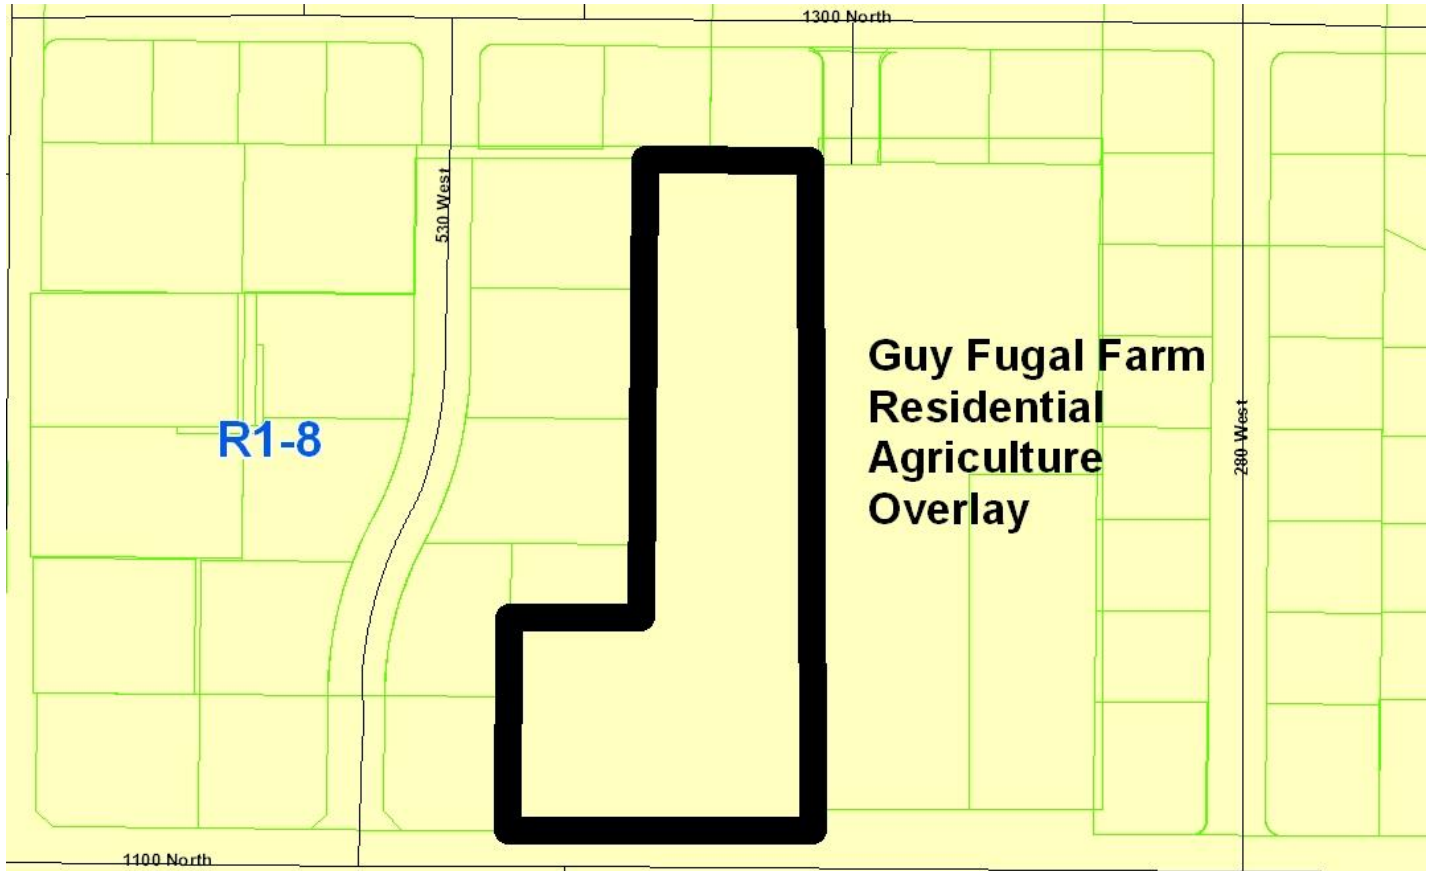 1300 North
530 West
Guy Fugal Farm
Residential
Agriculture
Overlay
R1-8
280 West
1100 North